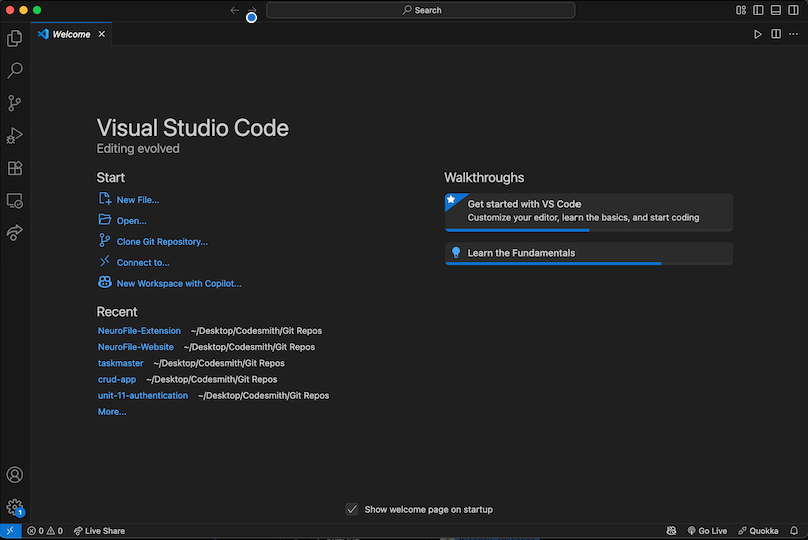 Search
Welcome
Visual Studio Code
Editing evolved
Start
New File...
Open...
Clone Git Repository...
Connect to...
New Workspace with Copilot...
Recent
NeuroFile-Extension ~/Desktop/Codesmith/Git Repos
NeuroFile-Website ~/Desktop/Codesmith/Git Repos
taskmaster ~/Desktop/Codesmith/Git Repos
crud-app ~/Desktop/Codesmith/Git Repos
unit-11-authentication ~/Desktop/Codesmith/Git Repos
More...
Walkthroughs
Get started with VS Code
Customize your editor, learn the basics, and start coding
Learn the Fundamentals
Show welcome page on startup
1
0 0 Live Share Go Live Quokka